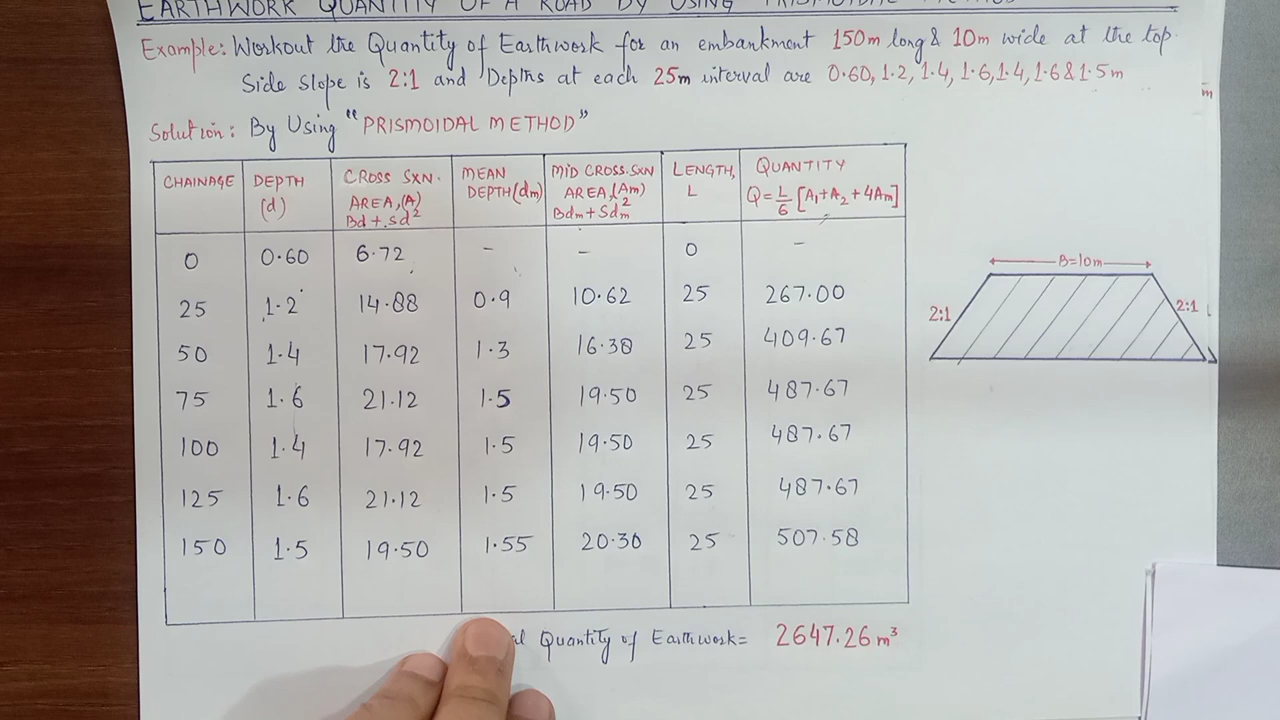 EARTHWORK QUANTITY OF A ROAD BY USING PRISMOIDAL METHOD
Example: Workout the Quantity of Earthwork for an embankment 150m long & 10m wide at the top.
Side Slope is 2:1 and Depths at each 25m interval are 0.60, 1.2, 1.4, 1.6, 1.4, 1.6 & 1.5m
Solution: By Using "PRISMOIDAL METHOD"
CHAINAGE DEPTH (d) CROSS SXN. AREA, (A) Bd + Sd² MEAN DEPTH (dm) MID CROSS. SXN AREA, (Am) Bdm + Sdm² LENGTH, L QUANTITY Q = L/6 [A1 + A2 + 4Am]
0 0.60 6.72 - - 0 -
25 1.2 14.88 0.9 10.62 25 267.00
50 1.4 17.92 1.3 16.38 25 409.67
75 1.6 21.12 1.5 19.50 25 487.67
100 1.4 17.92 1.5 19.50 25 487.67
125 1.6 21.12 1.5 19.50 25 487.67
150 1.5 19.50 1.55 20.30 25 507.58
Quantity of Earthwork = 2647.26 m³
B=10m
2:1 2:1
m